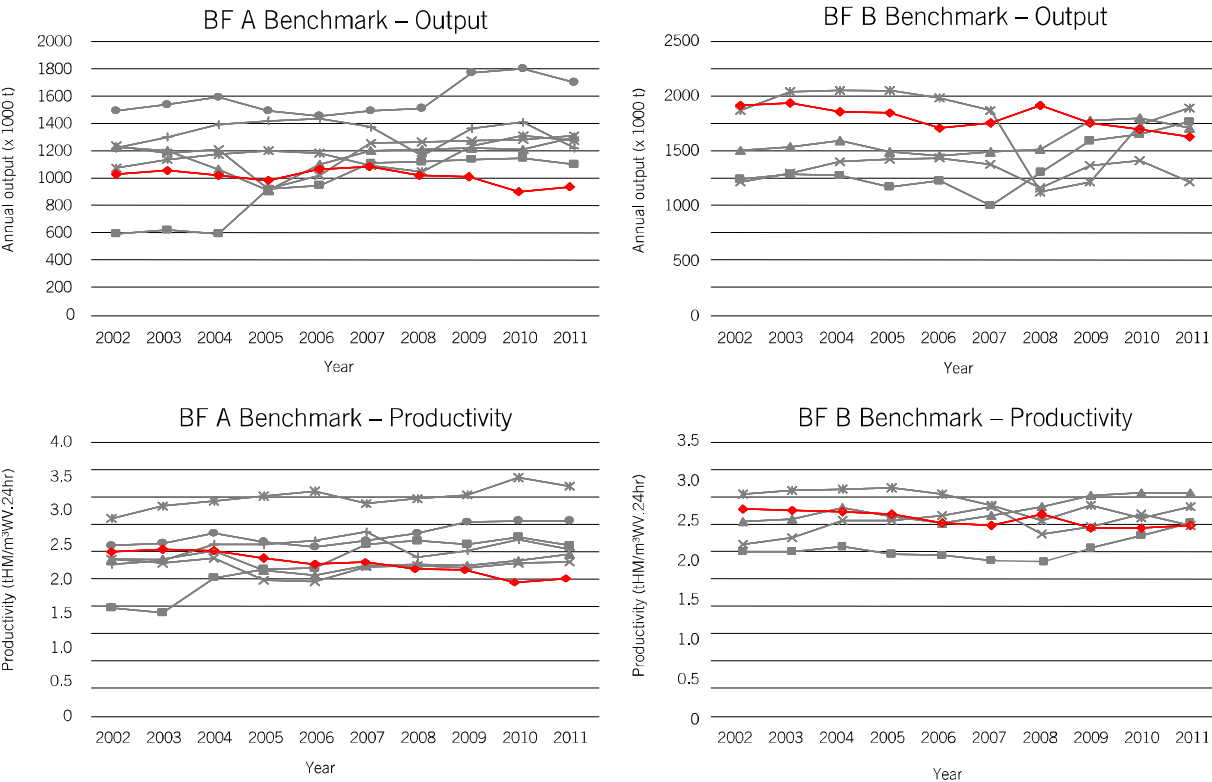 BF A Benchmark – Output
Annual output (x 1000 t)
2000
1800
1600
1400
1200
1000
800
600
400
200
0
2002 2003 2004 2005 2006 2007 2008 2009 2010 2011
Year
BF B Benchmark – Output
Annual output (x 1000 t)
2500
2000
1500
1000
500
0
2002 2003 2004 2005 2006 2007 2008 2009 2010 2011
Year
BF A Benchmark – Productivity
Productivity (tHM/m³WV.24hr)
4.0
3.5
3.0
2.5
2.0
1.5
1.0
0.5
0
2002 2003 2004 2005 2006 2007 2008 2009 2010 2011
Year
BF B Benchmark – Productivity
Productivity (tHM/m³WV.24hr)
3.5
3.0
2.5
2.0
1.5
1.0
0.5
0
2002 2003 2004 2005 2006 2007 2008 2009 2010 2011
Year